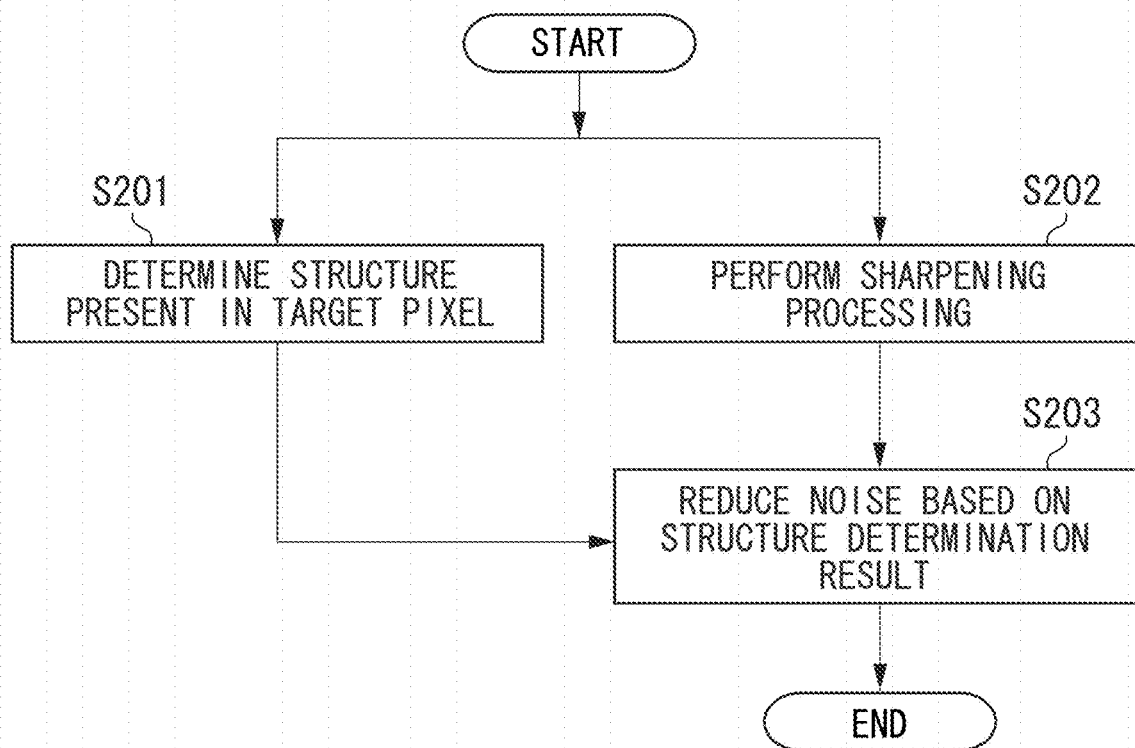 START
S201
S202
DETERMINE STRUCTURE
PRESENT IN TARGET PIXEL
PERFORM SHARPENING
PROCESSING
S203
REDUCE NOISE BASED ON
STRUCTURE DETERMINATION
RESULT
END